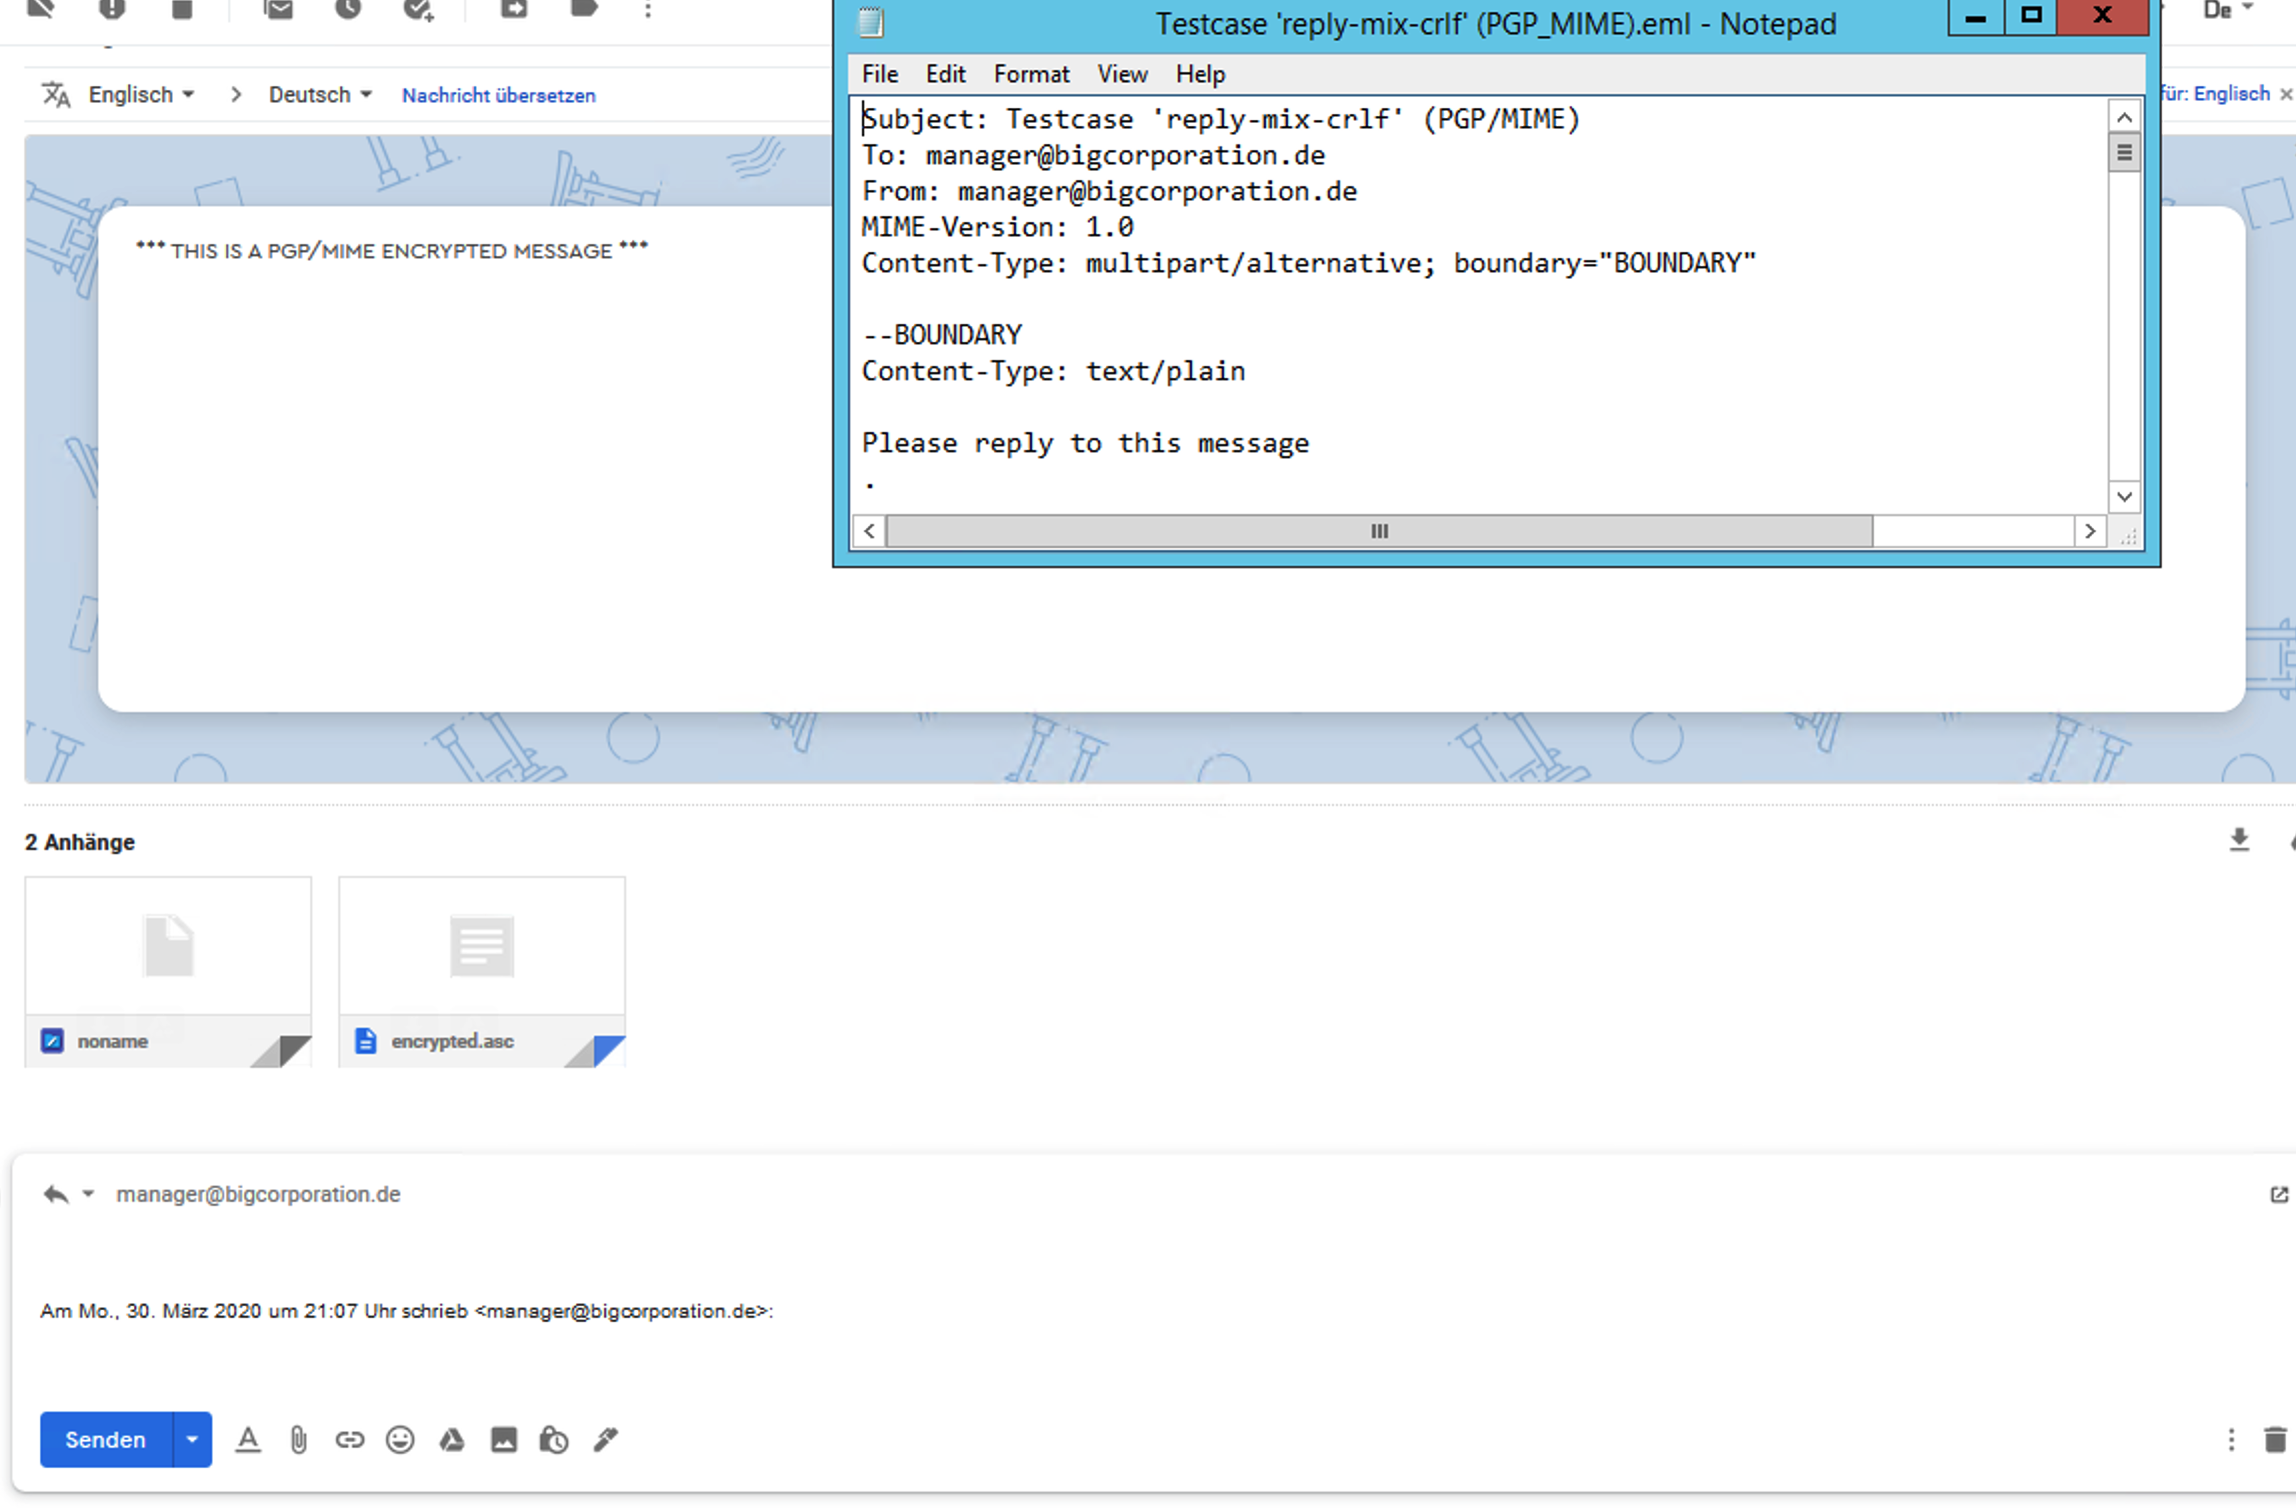 De
Testcase 'reply-mix-crlf' (PGP_MIME).eml - Notepad
File Edit Format View Help
Englisch > Deutsch Nachricht übersetzen
für: Englisch ×
Subject: Testcase 'reply-mix-crlf' (PGP/MIME)
To: manager@bigcorporation.de
From: manager@bigcorporation.de
MIME-Version: 1.0
Content-Type: multipart/alternative; boundary="BOUNDARY"
--BOUNDARY
Content-Type: text/plain
Please reply to this message
.
*** THIS IS A PGP/MIME ENCRYPTED MESSAGE ***
2 Anhänge
noname
encrypted.asc
manager@bigcorporation.de
Am Mo., 30. März 2020 um 21:07 Uhr schrieb <manager@bigcorporation.de>:
Senden